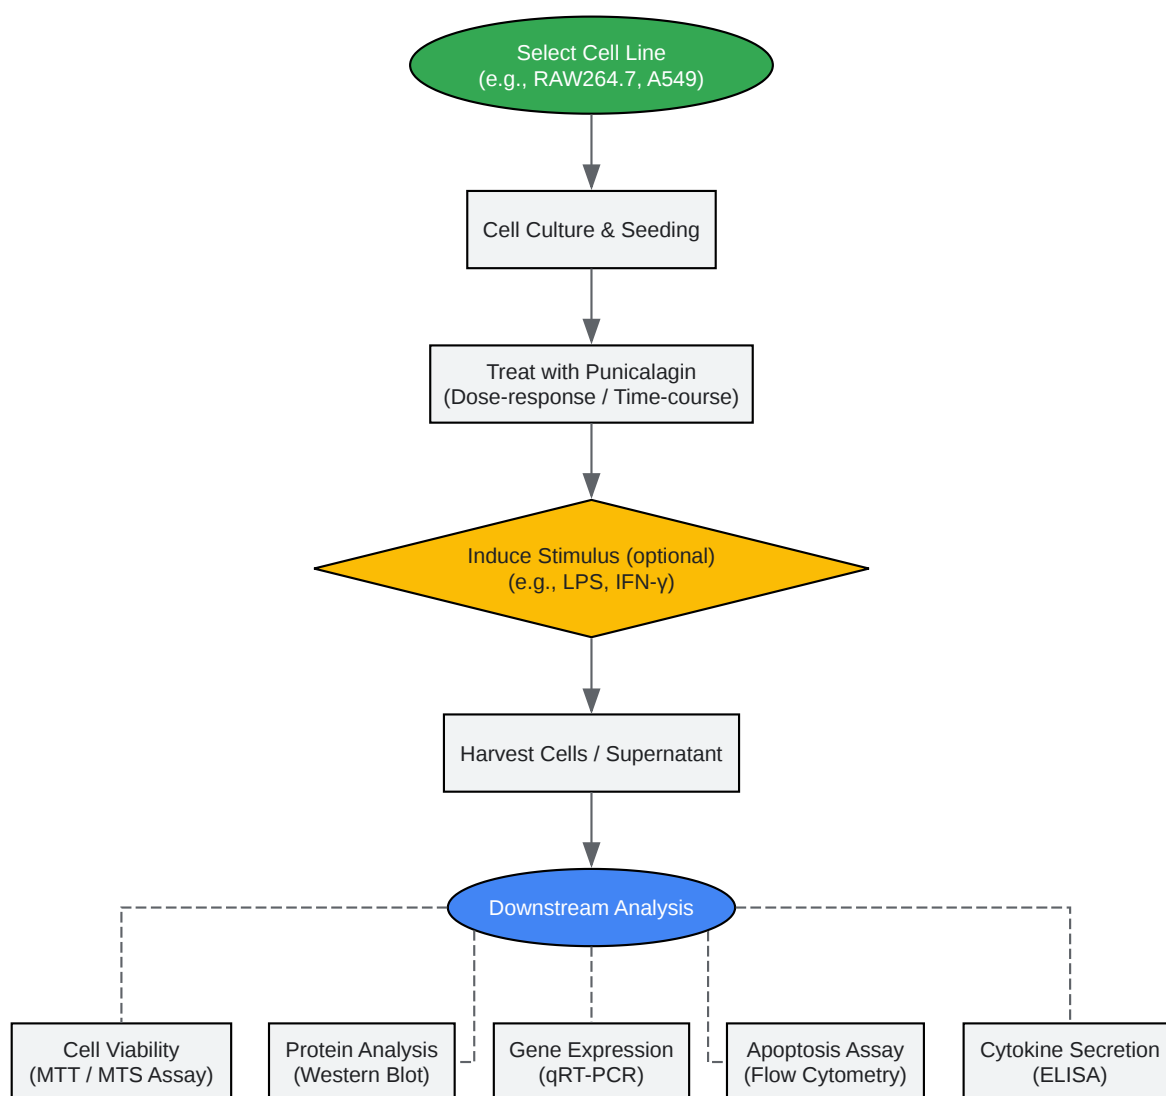 Select Cell Line
(e.g., RAW264.7, A549)
Cell Culture & Seeding
Treat with Punicalagin
(Dose-response / Time-course)
Induce Stimulus (optional)
(e.g., LPS, IFN-γ)
Harvest Cells / Supernatant
Downstream Analysis
Cell Viability
(MTT / MTS Assay)
Protein Analysis
(Western Blot)
Gene Expression
(qRT-PCR)
Apoptosis Assay
(Flow Cytometry)
Cytokine Secretion
(ELISA)